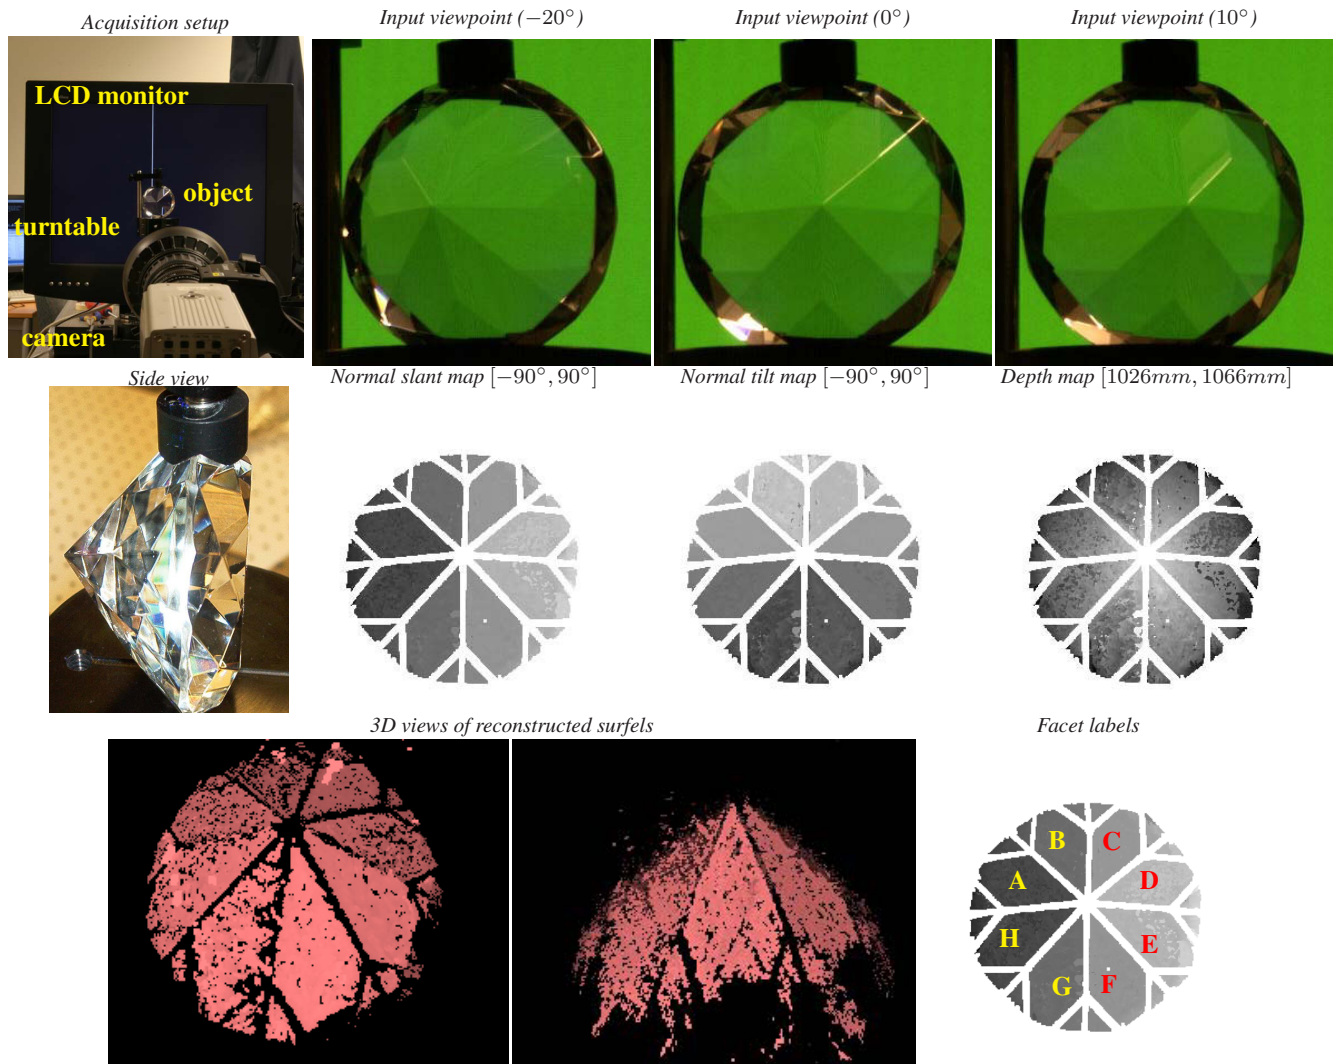 Acquisition setup
Input viewpoint (−20°)
Input viewpoint (0°)
Input viewpoint (10°)
LCD monitor
object
turntable
camera
Side view
Normal slant map [−90°, 90°]
Normal tilt map [−90°, 90°]
Depth map [1026mm, 1066mm]
3D views of reconstructed surfels
Facet labels
B C
A D
H E
G F